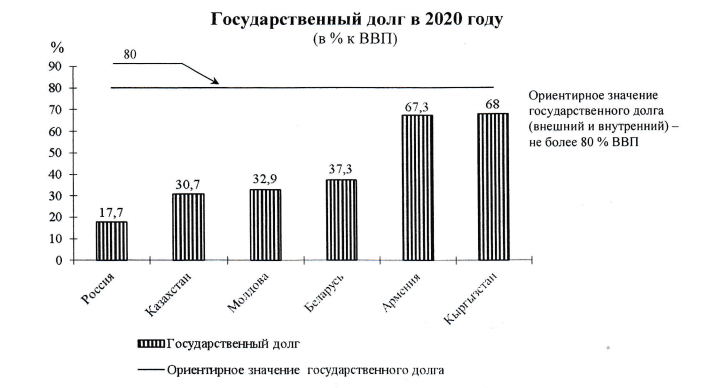 Государственный долг в 2020 году
(в % к ВВП)
%
80
90
80
70
60
50
40
30
20
10
0
17,7
30,7
32,9
37,3
67,3
68
Ориентирное значение
государственного долга
(внешний и внутренний) –
не более 80 % ВВП
Россия
Казахстан
Молдова
Беларусь
Армения
Кыргызстан
Государственный долг
Ориентирное значение государственного долга